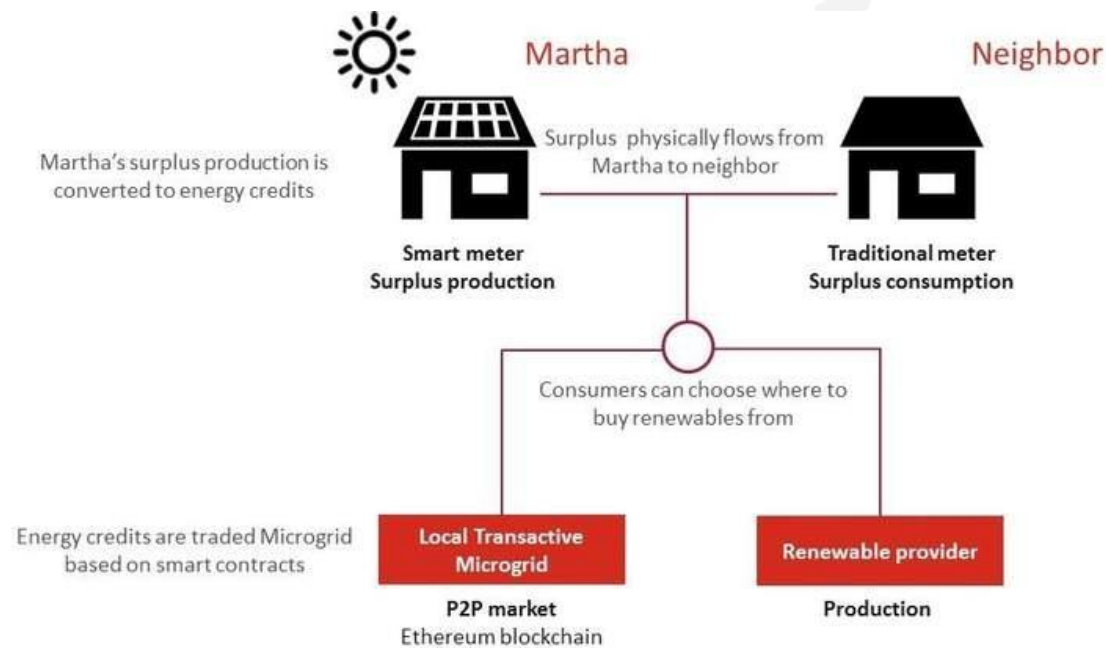 Martha
Neighbor
Martha's surplus production is
converted to energy credits
Surplus physically flows from
Martha to neighbor
Smart meter
Surplus production
Traditional meter
Surplus consumption
Consumers can choose where to
buy renewables from
Energy credits are traded Microgrid
based on smart contracts
Local Transactive
Microgrid
Renewable provider
P2P market
Ethereum blockchain
Production